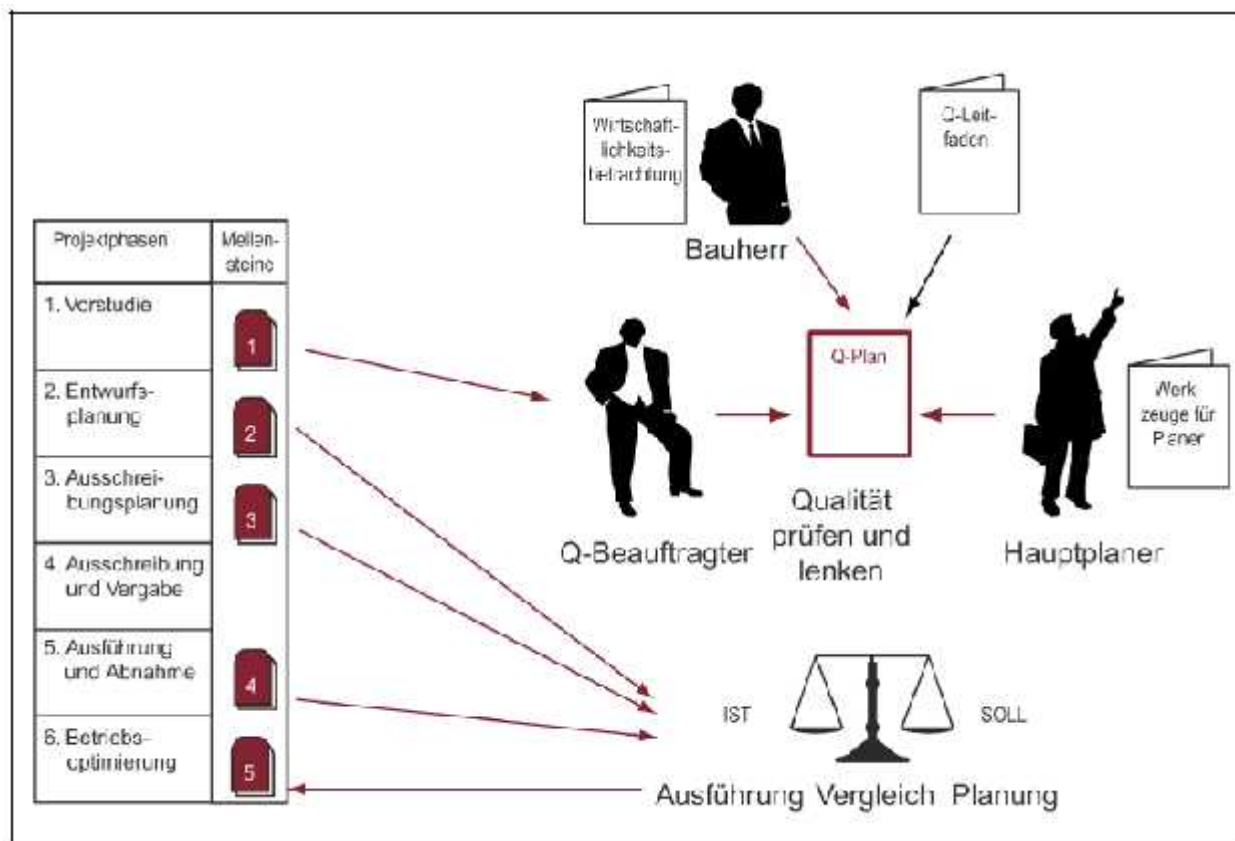 Projektphasen
Meilen-
steine
1. Vorstudie
1
2. Entwurfs-
planung
2
3. Ausschrei-
bungsplanung
3
4 Ausschreibung
und Vergabe
5. Ausführung
und Abnahme
4
6. Betriebs-
optimierung
5
Wirtschaft-
lichkeits-
betrachtung
Bauherr
Q-Leit-
faden
Q-Plan
Q-Beauftragter
Qualität
prüfen und
lenken
Werk
zeuge für
Planer
Hauptplaner
IST
SOLL
Ausführung Vergleich Planung